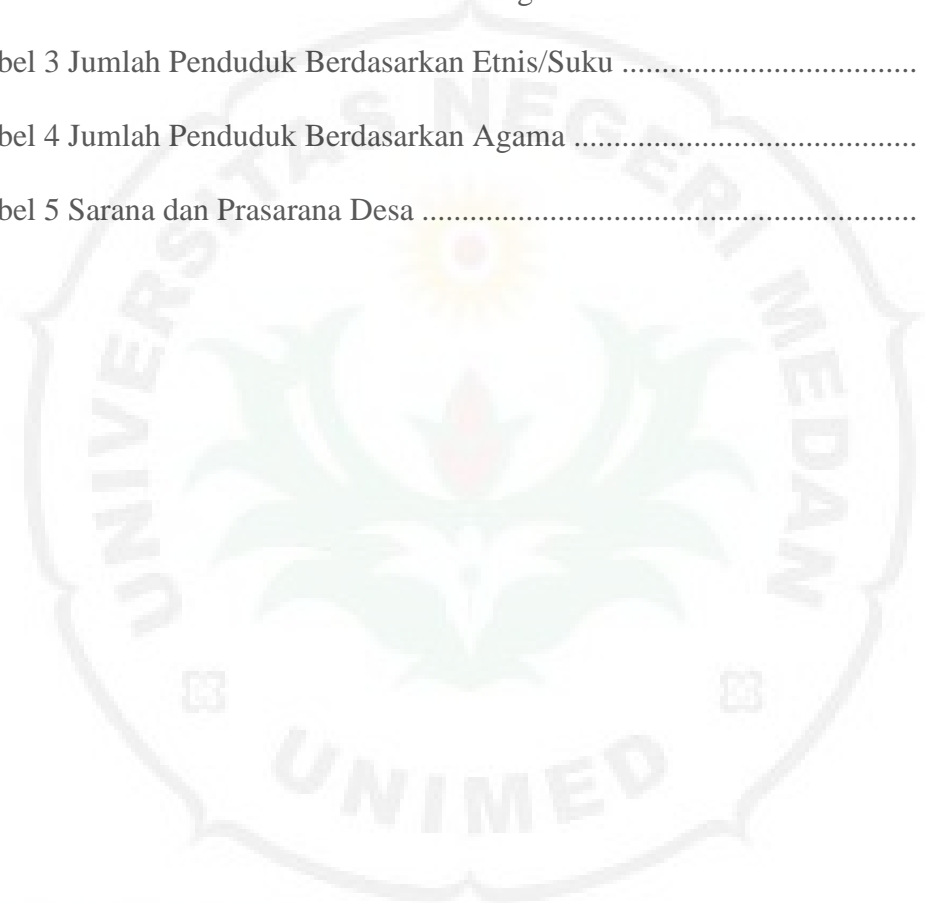 bel 3 Jumlah Penduduk Berdasarkan Etnis/Suku ..................................
bel 4 Jumlah Penduduk Berdasarkan Agama ...........................................
bel 5 Sarana dan Prasarana Desa ..............................................................
UNIVERSITAS NEGERI MEDAN
UNIMED